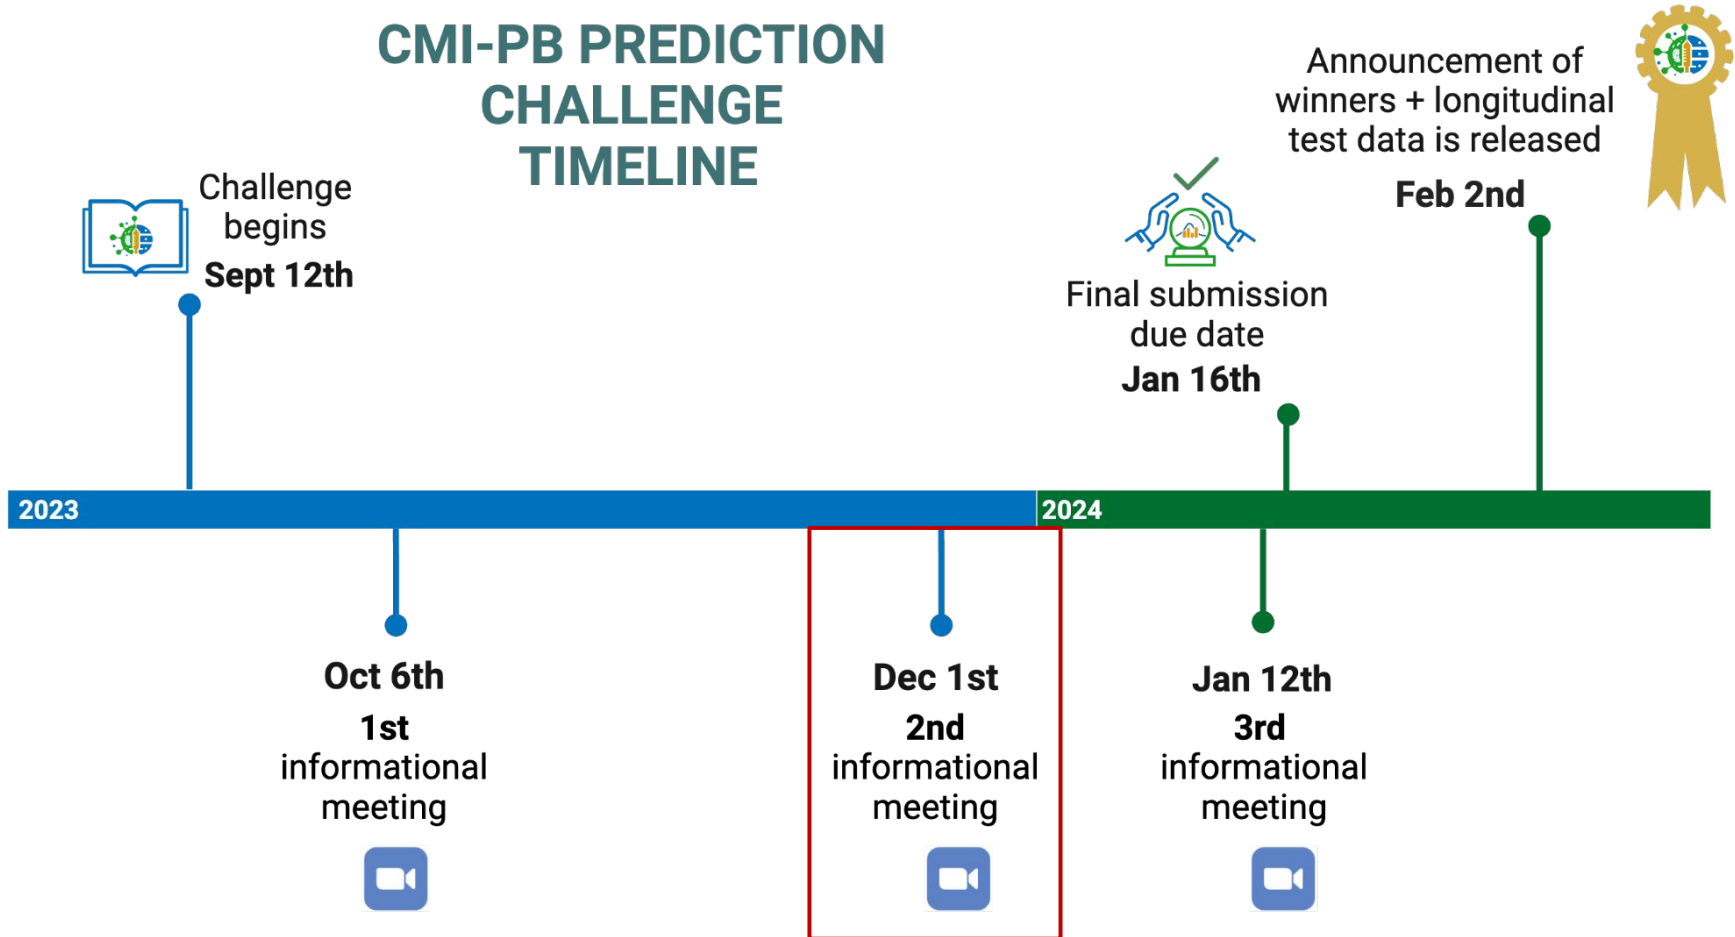 CMI-PB PREDICTION
CHALLENGE
TIMELINE
Challenge
begins
Sept 12th
Final submission
due date
Jan 16th
Announcement of
winners + longitudinal
test data is released
Feb 2nd
2023
2024
Oct 6th
1st
informational
meeting
Dec 1st
2nd
informational
meeting
Jan 12th
3rd
informational
meeting